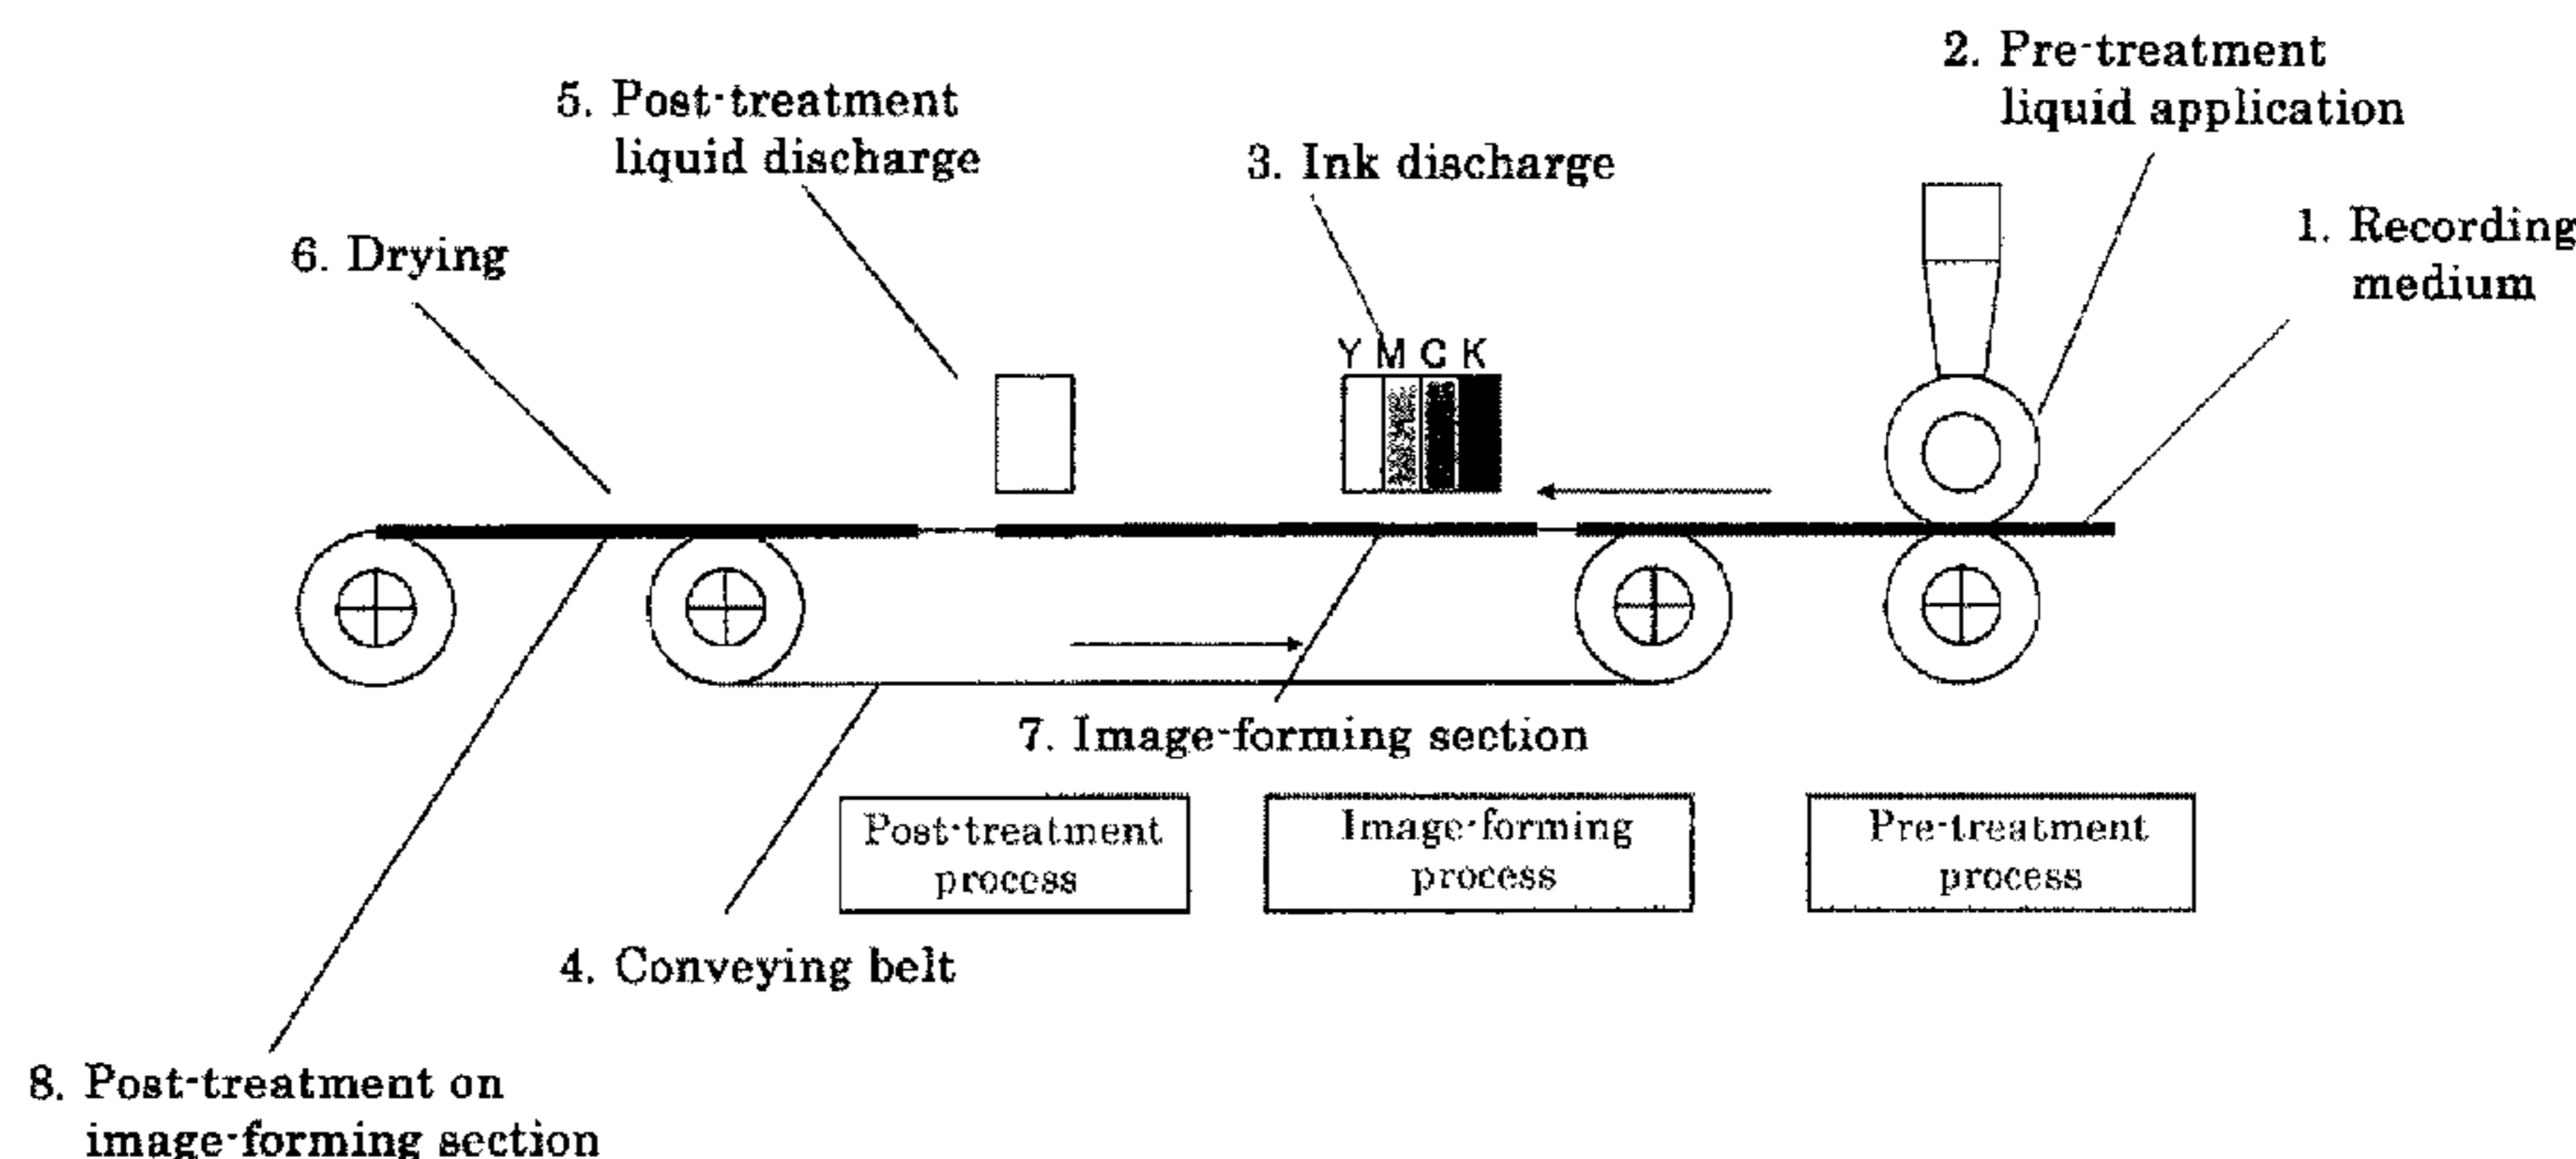 2. Pre-treatment
liquid application
5. Post-treatment
liquid discharge
3. Ink discharge
1. Recording
medium
6. Drying
Y M C K
7. Image-forming section
Post-treatment
process
Image-forming
process
Pre-treatment
process
4. Conveying belt
8. Post-treatment on
image-forming section